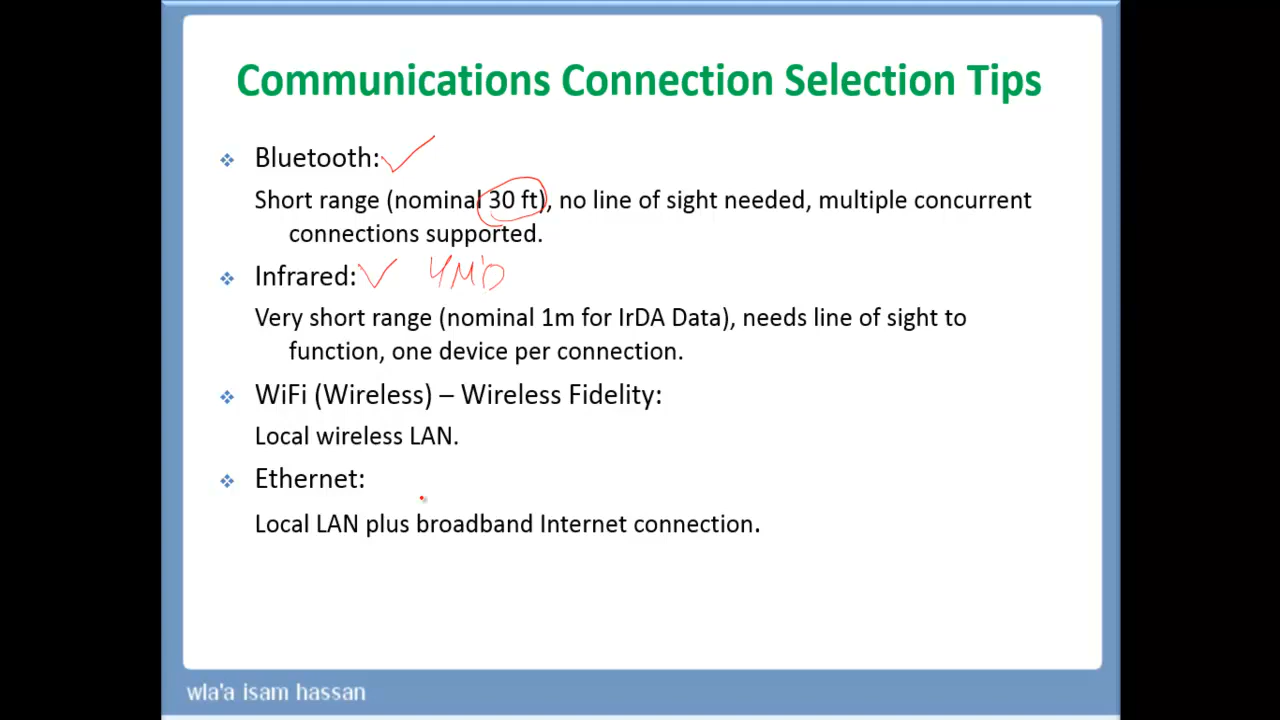 Communications Connection Selection Tips
Bluetooth:
Short range (nominal 30 ft), no line of sight needed, multiple concurrent
connections supported.
Infrared:
Very short range (nominal 1m for IrDA Data), needs line of sight to
function, one device per connection.
WiFi (Wireless) – Wireless Fidelity:
Local wireless LAN.
Ethernet:
Local LAN plus broadband Internet connection.
wla'a isam hassan